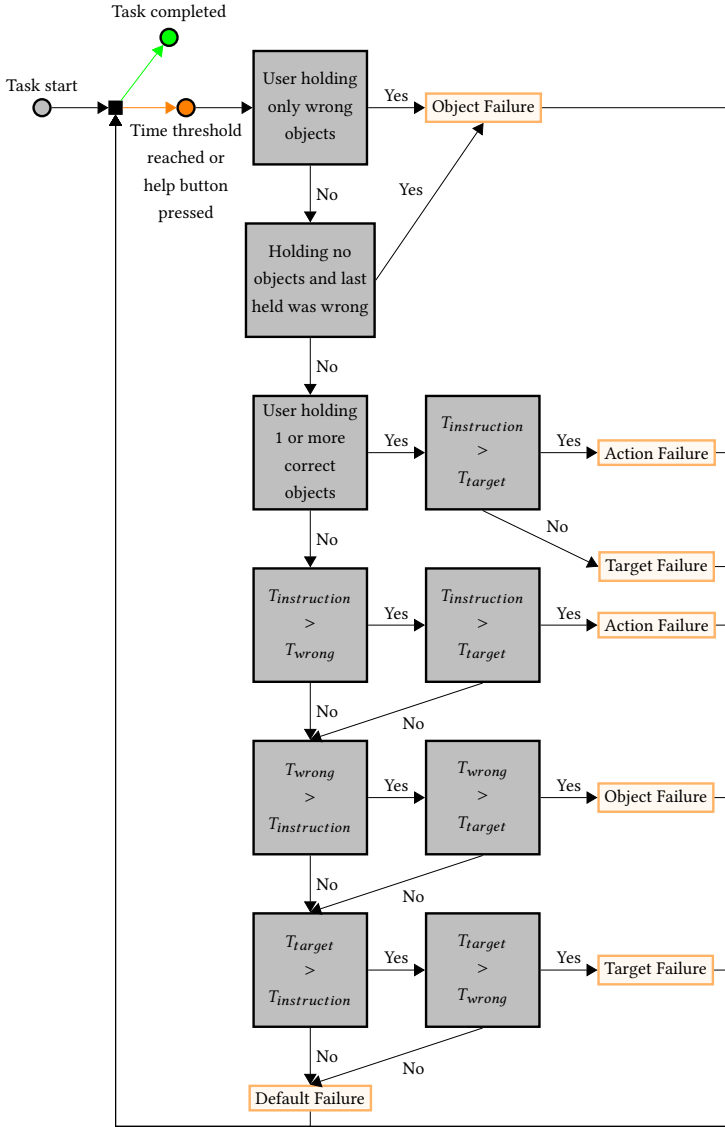 Task completed
Task start
Time threshold
reached or
help button
pressed
User holding
only wrong
objects
Yes
Object Failure
No
Yes
Holding no
objects and last
held was wrong
No
User holding
1 or more
correct
objects
Yes
T_instruction
>
T_target
Yes
Action Failure
No
Target Failure
No
T_instruction
>
T_wrong
Yes
T_instruction
>
T_target
Yes
Action Failure
No
No
T_wrong
>
T_instruction
Yes
T_wrong
>
T_target
Yes
Object Failure
No
No
T_target
>
T_instruction
Yes
T_target
>
T_wrong
Yes
Target Failure
No
No
Default Failure